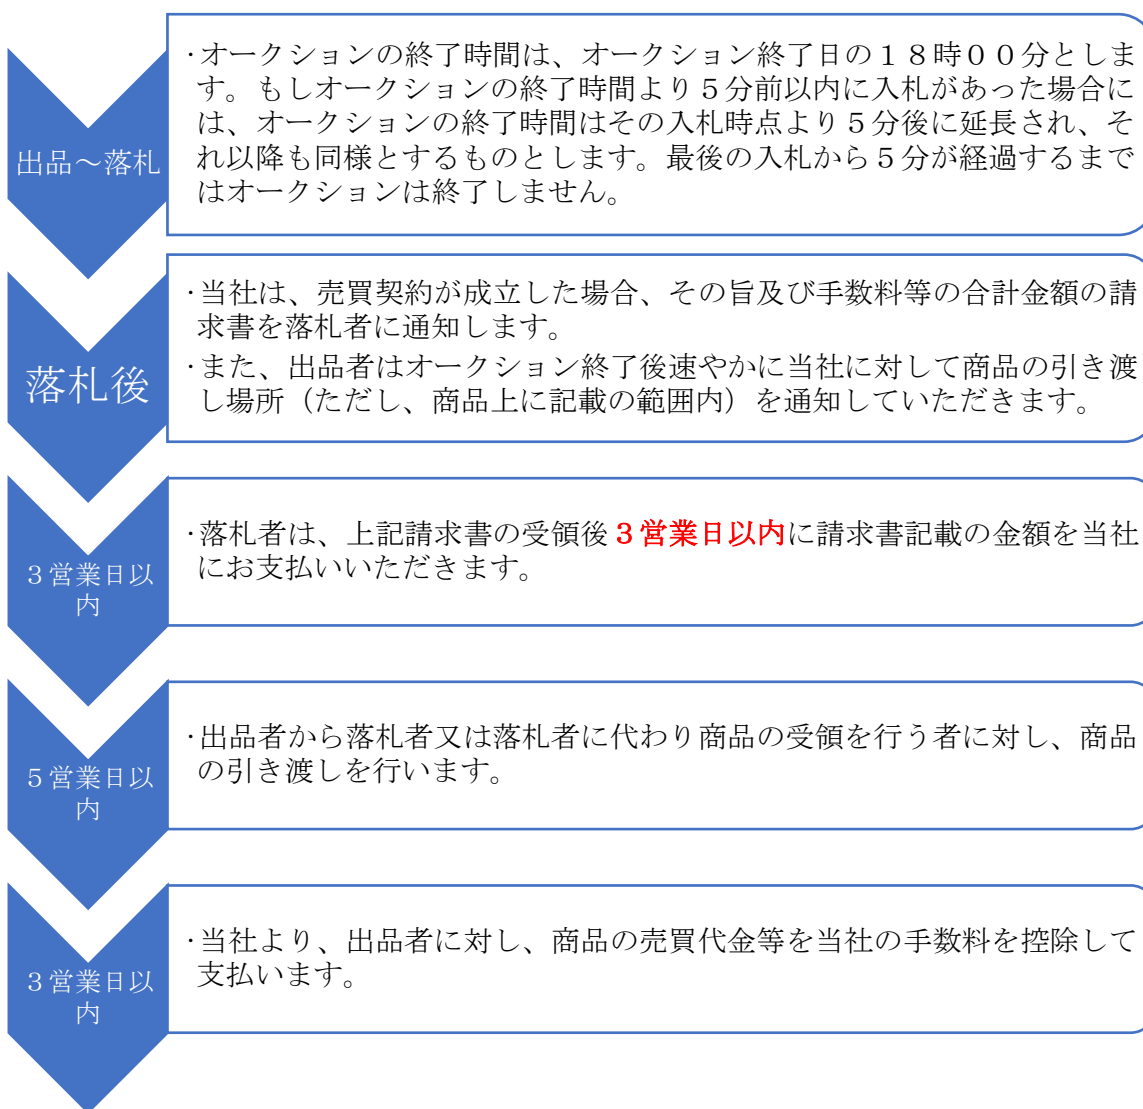 出品～落札
・オークションの終了時間は、オークション終了日の１８時００分としま
す。もしオークションの終了時間より５分前以内に入札があった場合に
は、オークションの終了時間はその入札時点より５分後に延長され、そ
れ以降も同様とするものとします。最後の入札から５分が経過するまで
はオークションは終了しません。
落札後
・当社は、売買契約が成立した場合、その旨及び手数料等の合計金額の請
求書を落札者に通知します。
・また、出品者はオークション終了後速やかに当社に対して商品の引き渡
し場所（ただし、商品上に記載の範囲内）を通知していただきます。
３営業日以
内
・落札者は、上記請求書の受領後３営業日以内に請求書記載の金額を当社
にお支払いいただきます。
５営業日以
内
・出品者から落札者又は落札者に代わり商品の受領を行う者に対し、商品
の引き渡しを行います。
３営業日以
内
・当社より、出品者に対し、商品の売買代金等を当社の手数料を控除して
支払います。